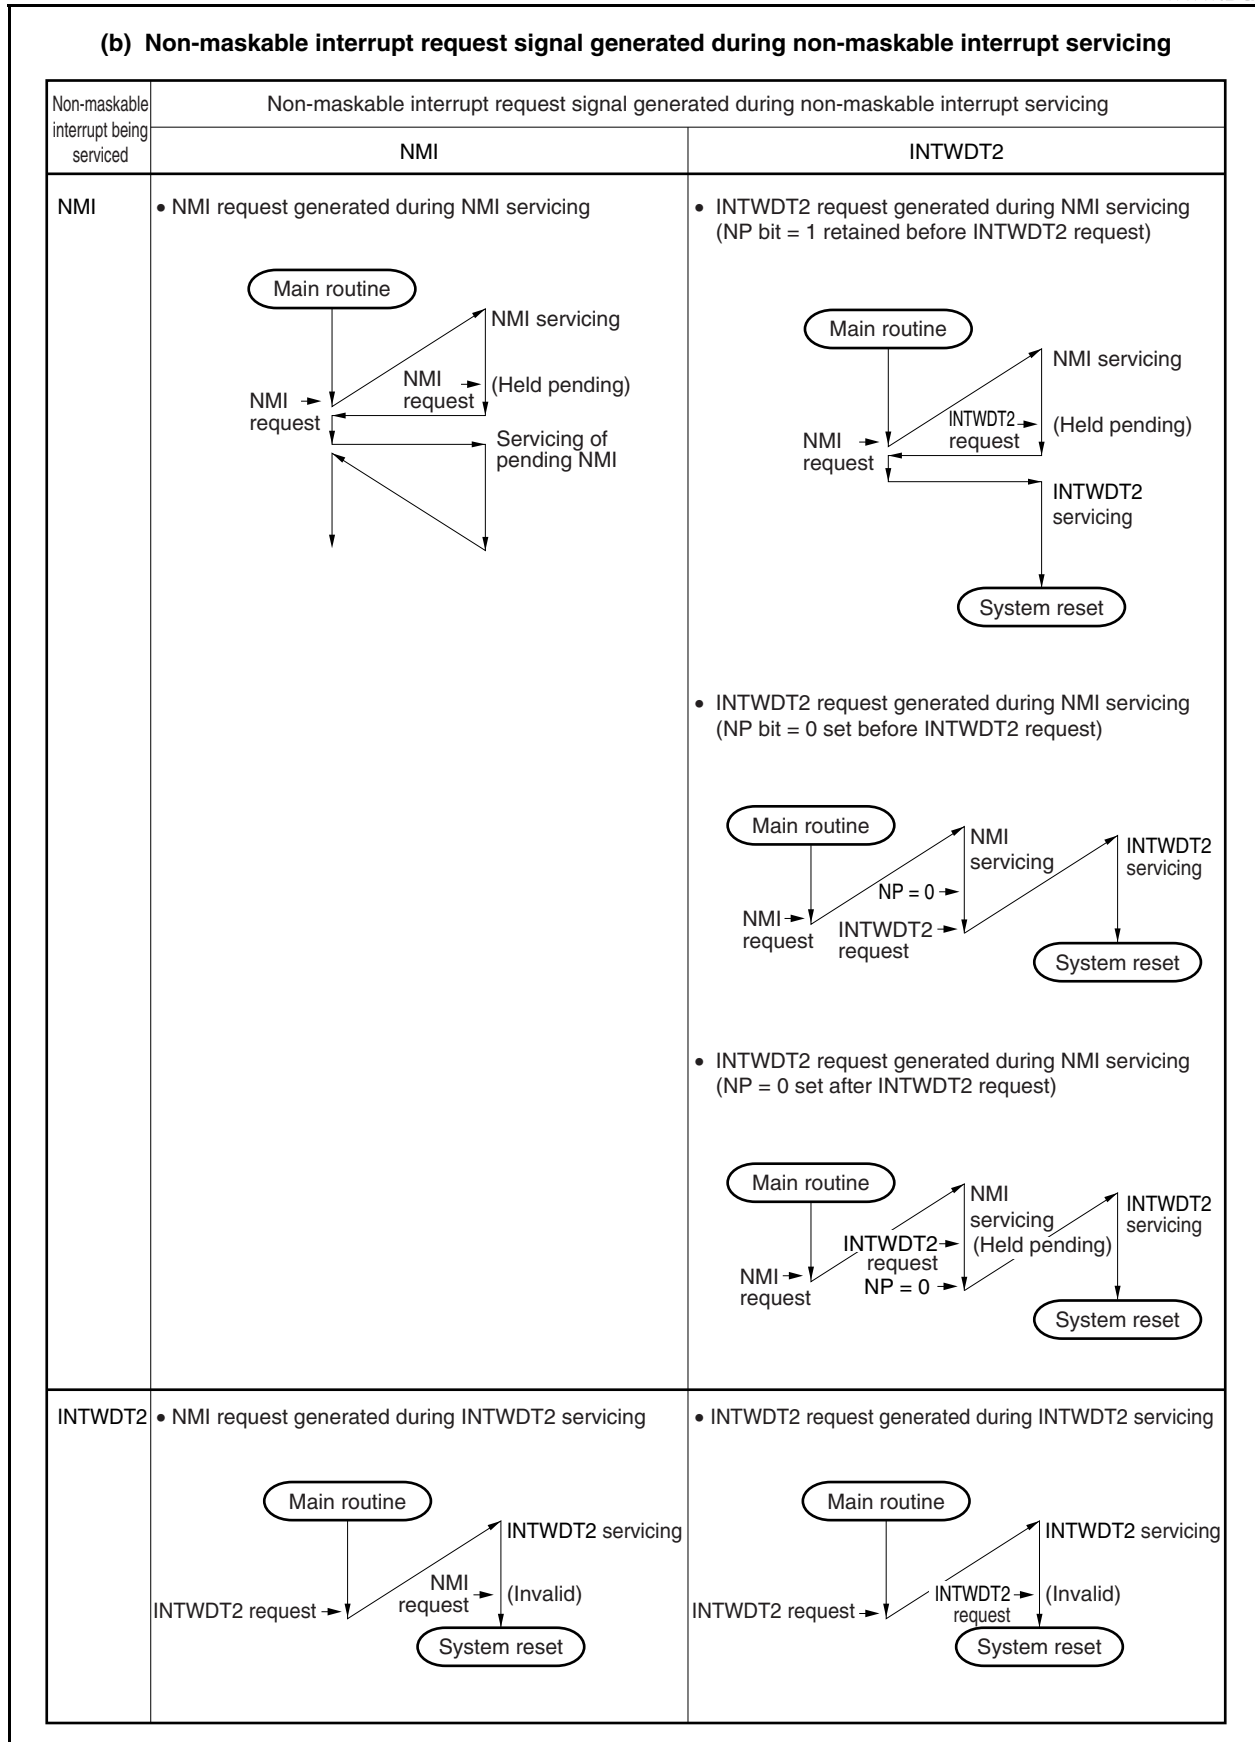 (b) Non-maskable interrupt request signal generated during non-maskable interrupt servicing
Non-maskable
interrupt being
serviced
Non-maskable interrupt request signal generated during non-maskable interrupt servicing
NMI
INTWDT2
NMI
• NMI request generated during NMI servicing
Main routine
NMI servicing
NMI
request
(Held pending)
NMI
request
Servicing of
pending NMI
• INTWDT2 request generated during NMI servicing
(NP bit = 1 retained before INTWDT2 request)
Main routine
NMI servicing
INTWDT2
request
(Held pending)
NMI
request
INTWDT2
servicing
System reset
• INTWDT2 request generated during NMI servicing
(NP bit = 0 set before INTWDT2 request)
Main routine
NMI
servicing
INTWDT2
servicing
NP = 0
NMI
request
INTWDT2
request
System reset
• INTWDT2 request generated during NMI servicing
(NP = 0 set after INTWDT2 request)
Main routine
NMI
servicing
(Held pending)
INTWDT2
servicing
INTWDT2
request
NMI
request
NP = 0
System reset
INTWDT2
• NMI request generated during INTWDT2 servicing
Main routine
INTWDT2 servicing
NMI
request
(Invalid)
INTWDT2 request
System reset
• INTWDT2 request generated during INTWDT2 servicing
Main routine
INTWDT2 servicing
INTWDT2
request
(Invalid)
INTWDT2 request
System reset